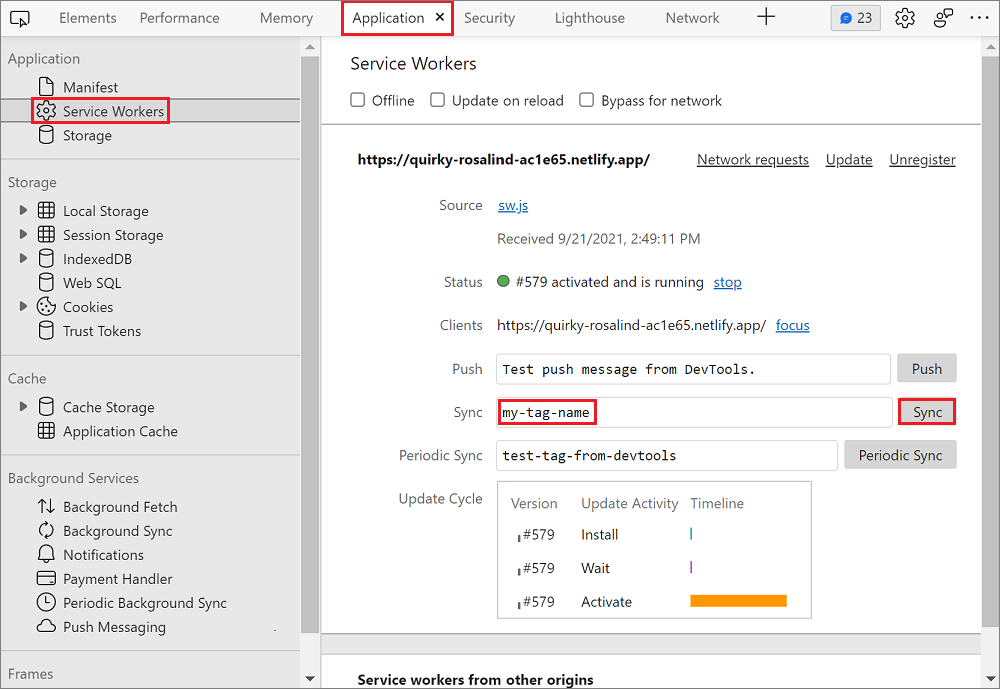 Elements Performance Memory Application Security Lighthouse Network 23
Application
Manifest
Service Workers
Storage
Storage
Local Storage
Session Storage
IndexedDB
Web SQL
Cookies
Trust Tokens
Cache
Cache Storage
Application Cache
Background Services
Background Fetch
Background Sync
Notifications
Payment Handler
Periodic Background Sync
Push Messaging
Frames
Service Workers
Offline Update on reload Bypass for network
https://quirky-rosalind-ac1e65.netlify.app/ Network requests Update Unregister
Source sw.js
Received 9/21/2021, 2:49:11 PM
Status #579 activated and is running stop
Clients https://quirky-rosalind-ac1e65.netlify.app/ focus
Push Test push message from DevTools. Push
Sync my-tag-name Sync
Periodic Sync test-tag-from-devtools Periodic Sync
Update Cycle Version Update Activity Timeline
#579 Install
#579 Wait
#579 Activate
Service workers from other origins